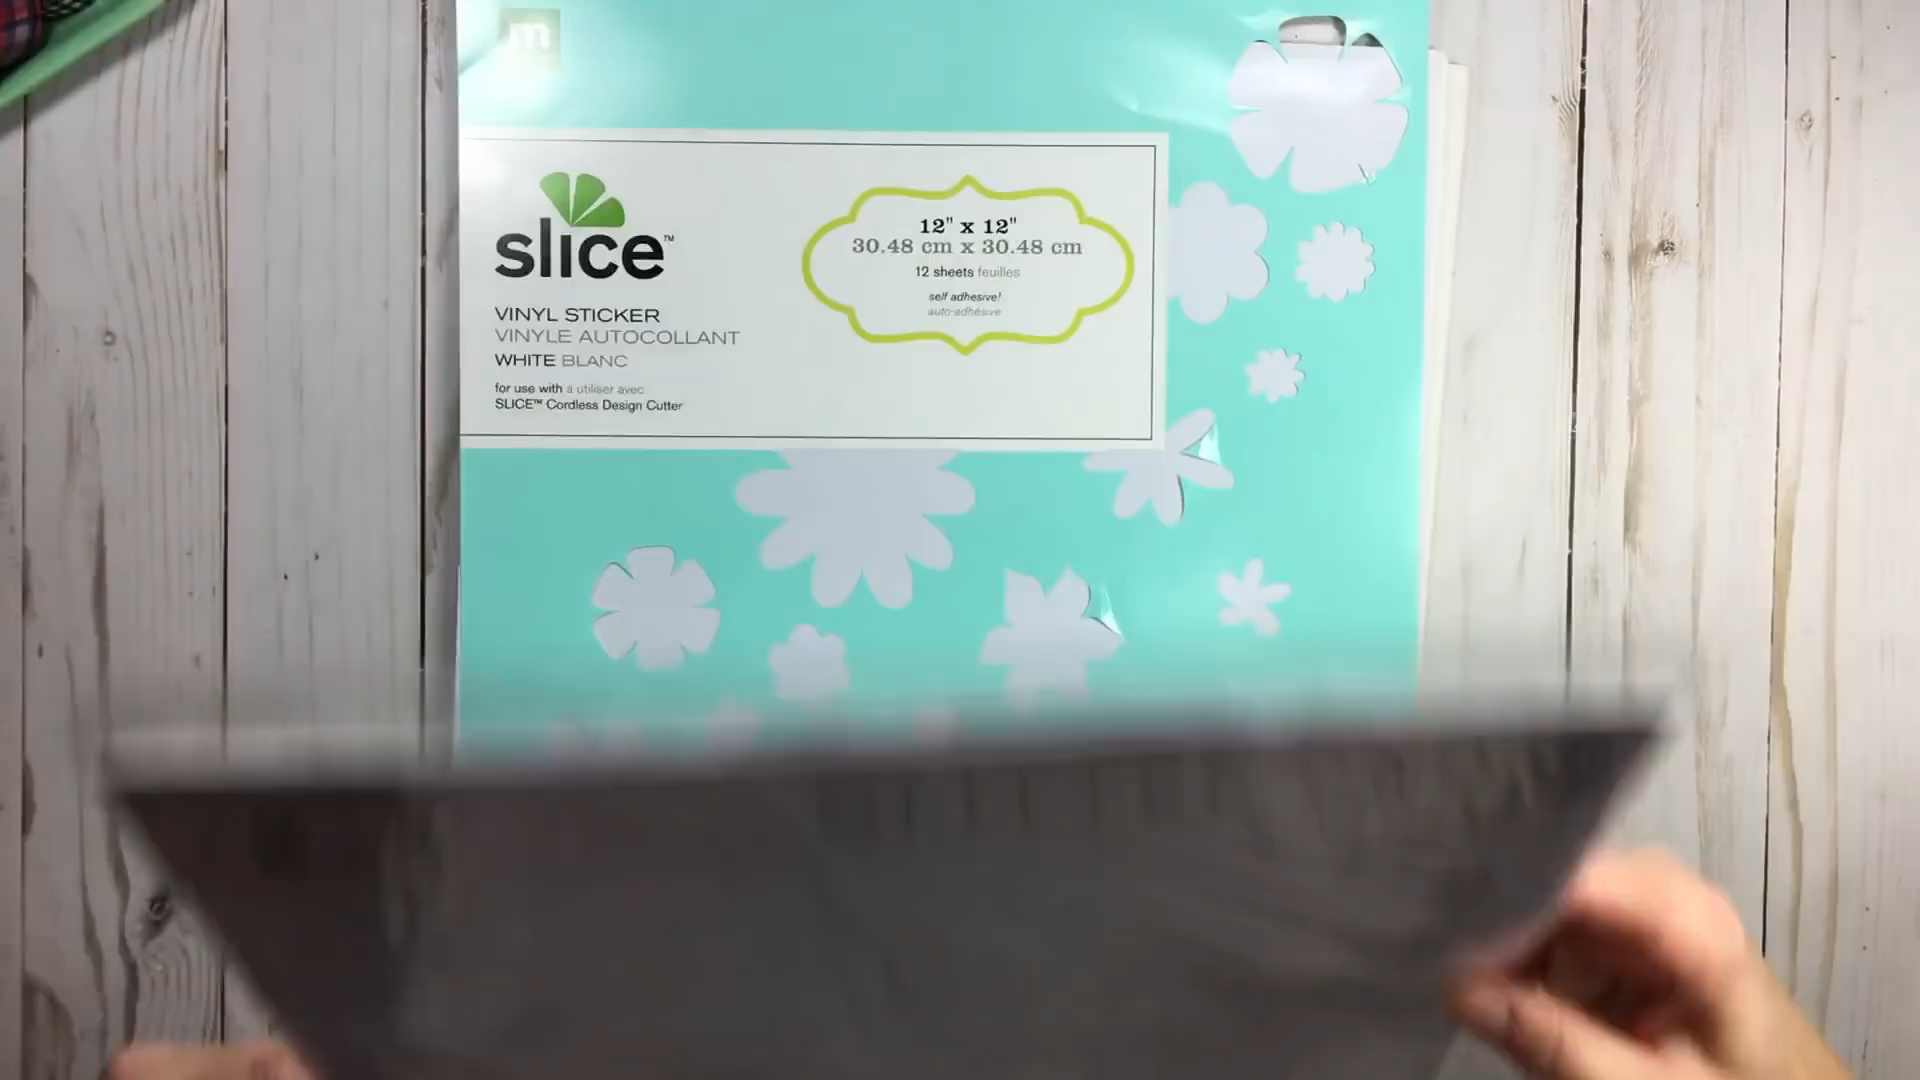 m
slice™
VINYL STICKER
VINYLE AUTOCOLLANT
WHITE BLANC
for use with à utiliser avec
SLICE™ Cordless Design Cutter
12" x 12"
30.48 cm x 30.48 cm
12 sheets feuilles
self adhesive!
auto-adhésive